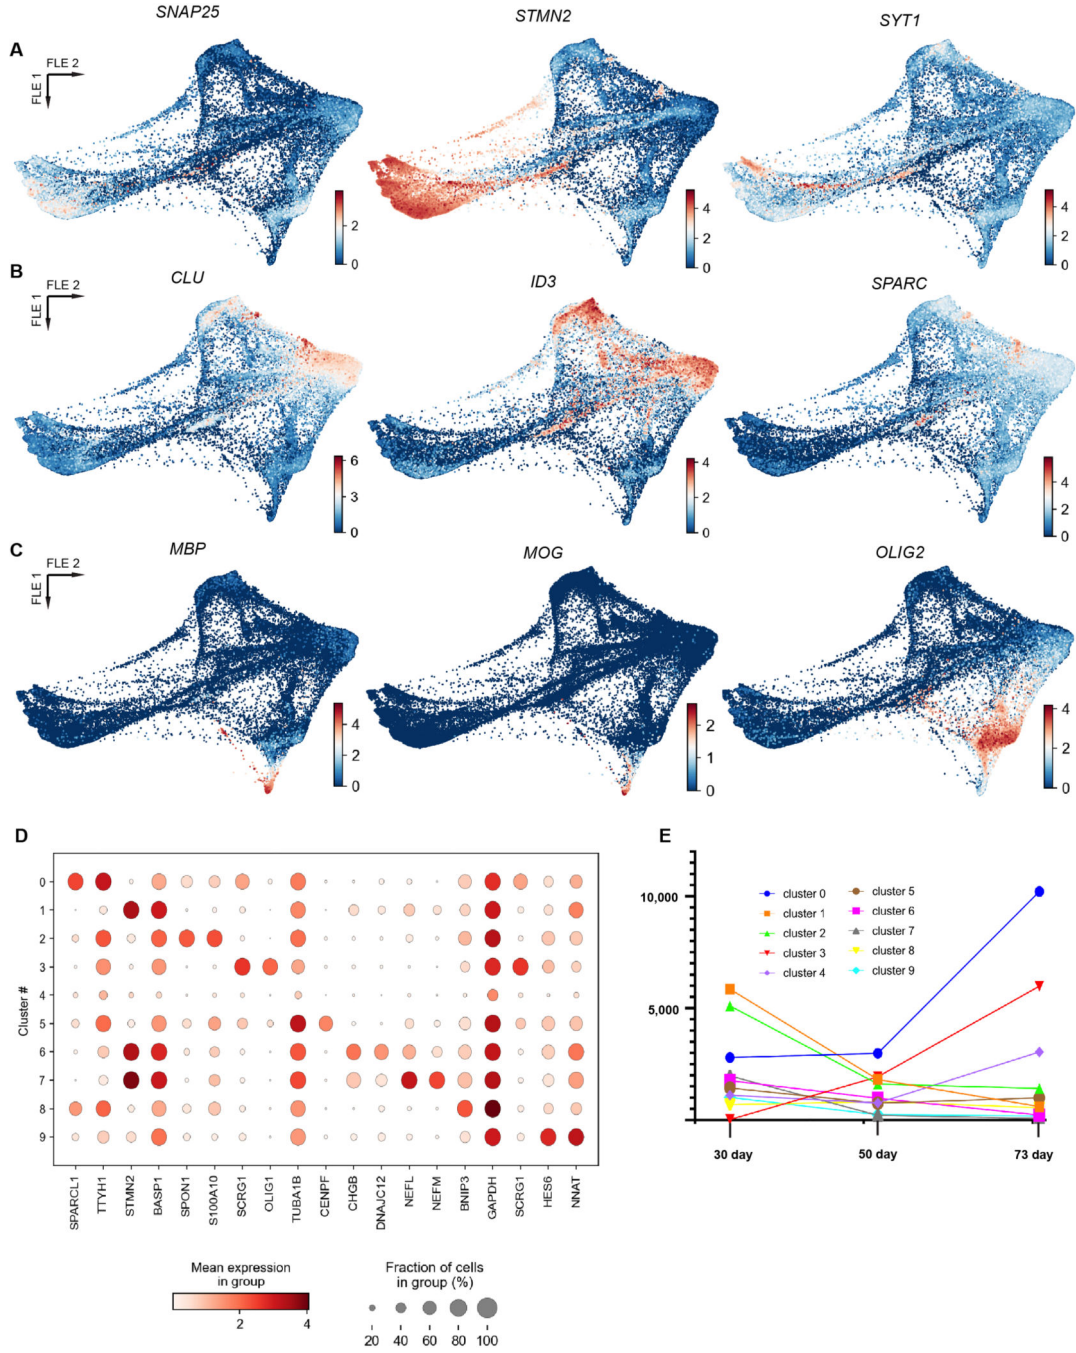 SNAP25
STMN2
SYT1
A
FLE 2
FLE 1
2
0
4
2
0
4
2
0
B
CLU
ID3
SPARC
FLE 2
FLE 1
6
3
0
4
2
0
4
2
0
C
MBP
MOG
OLIG2
FLE 2
FLE 1
4
2
0
2
1
0
4
2
0
D
Cluster #
0
1
2
3
4
5
6
7
8
9
SPARCL1
TTYH1
STMN2
BASP1
SPON1
S100A10
SCRG1
OLIG1
TUBA1B
CENPF
CHGB
DNAJC12
NEFL
NEFM
BNIP3
GAPDH
SCRG1
HES6
NNAT
Mean expression
in group
2 4
Fraction of cells
in group (%)
20 40 60 80 100
E
10,000
5,000
cluster 0
cluster 1
cluster 2
cluster 3
cluster 4
cluster 5
cluster 6
cluster 7
cluster 8
cluster 9
30 day
50 day
73 day